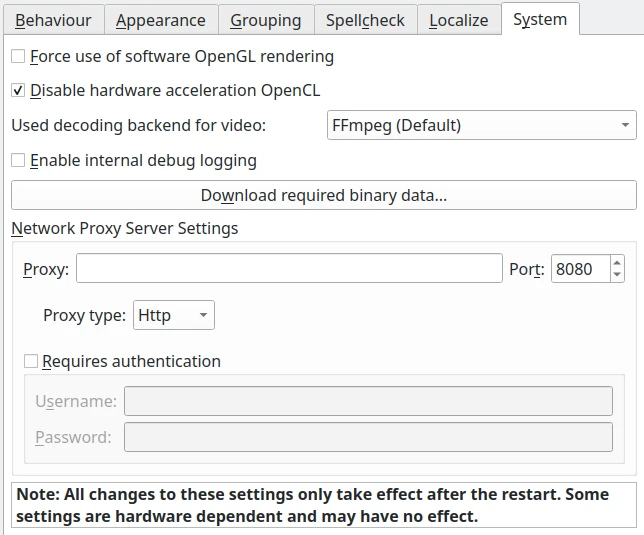 Behaviour Appearance Grouping Spellcheck Localize System
Force use of software OpenGL rendering
Disable hardware acceleration OpenCL
Used decoding backend for video: FFmpeg (Default)
Enable internal debug logging
Download required binary data...
Network Proxy Server Settings
Proxy: Port: 8080
Proxy type: Http
Requires authentication
Username:
Password:
Note: All changes to these settings only take effect after the restart. Some
settings are hardware dependent and may have no effect.